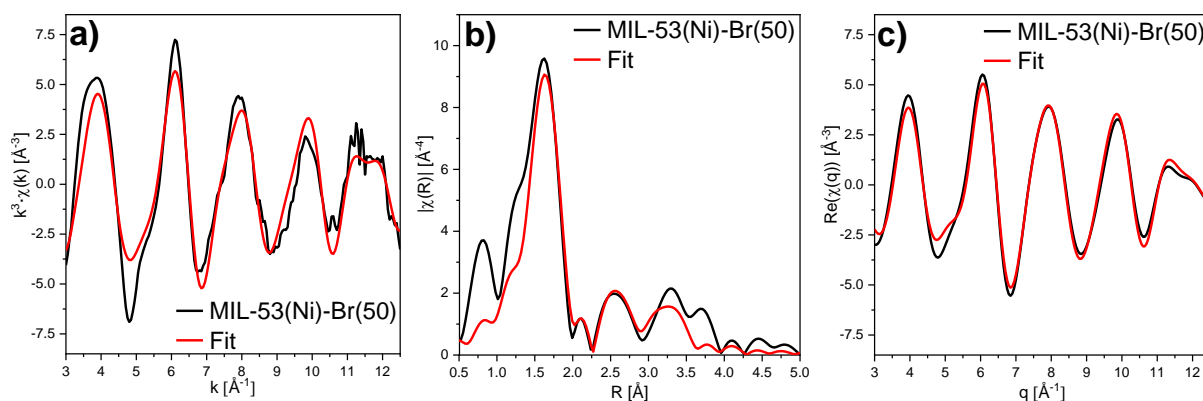 a)
k³·χ(k) [Å⁻³]
7.5
5.0
2.5
0.0
-2.5
-5.0
-7.5
MIL-53(Ni)-Br(50)
Fit
3 4 5 6 7 8 9 10 11 12
k [Å⁻¹]
b)
|χ(R)| [Å⁻⁴]
10
8
6
4
2
0
MIL-53(Ni)-Br(50)
Fit
0.5 1.0 1.5 2.0 2.5 3.0 3.5 4.0 4.5 5.0
R [Å]
c)
Re(χ(q)) [Å⁻³]
7.5
5.0
2.5
0.0
-2.5
-5.0
-7.5
MIL-53(Ni)-Br(50)
Fit
3 4 5 6 7 8 9 10 11 12
q [Å⁻¹]